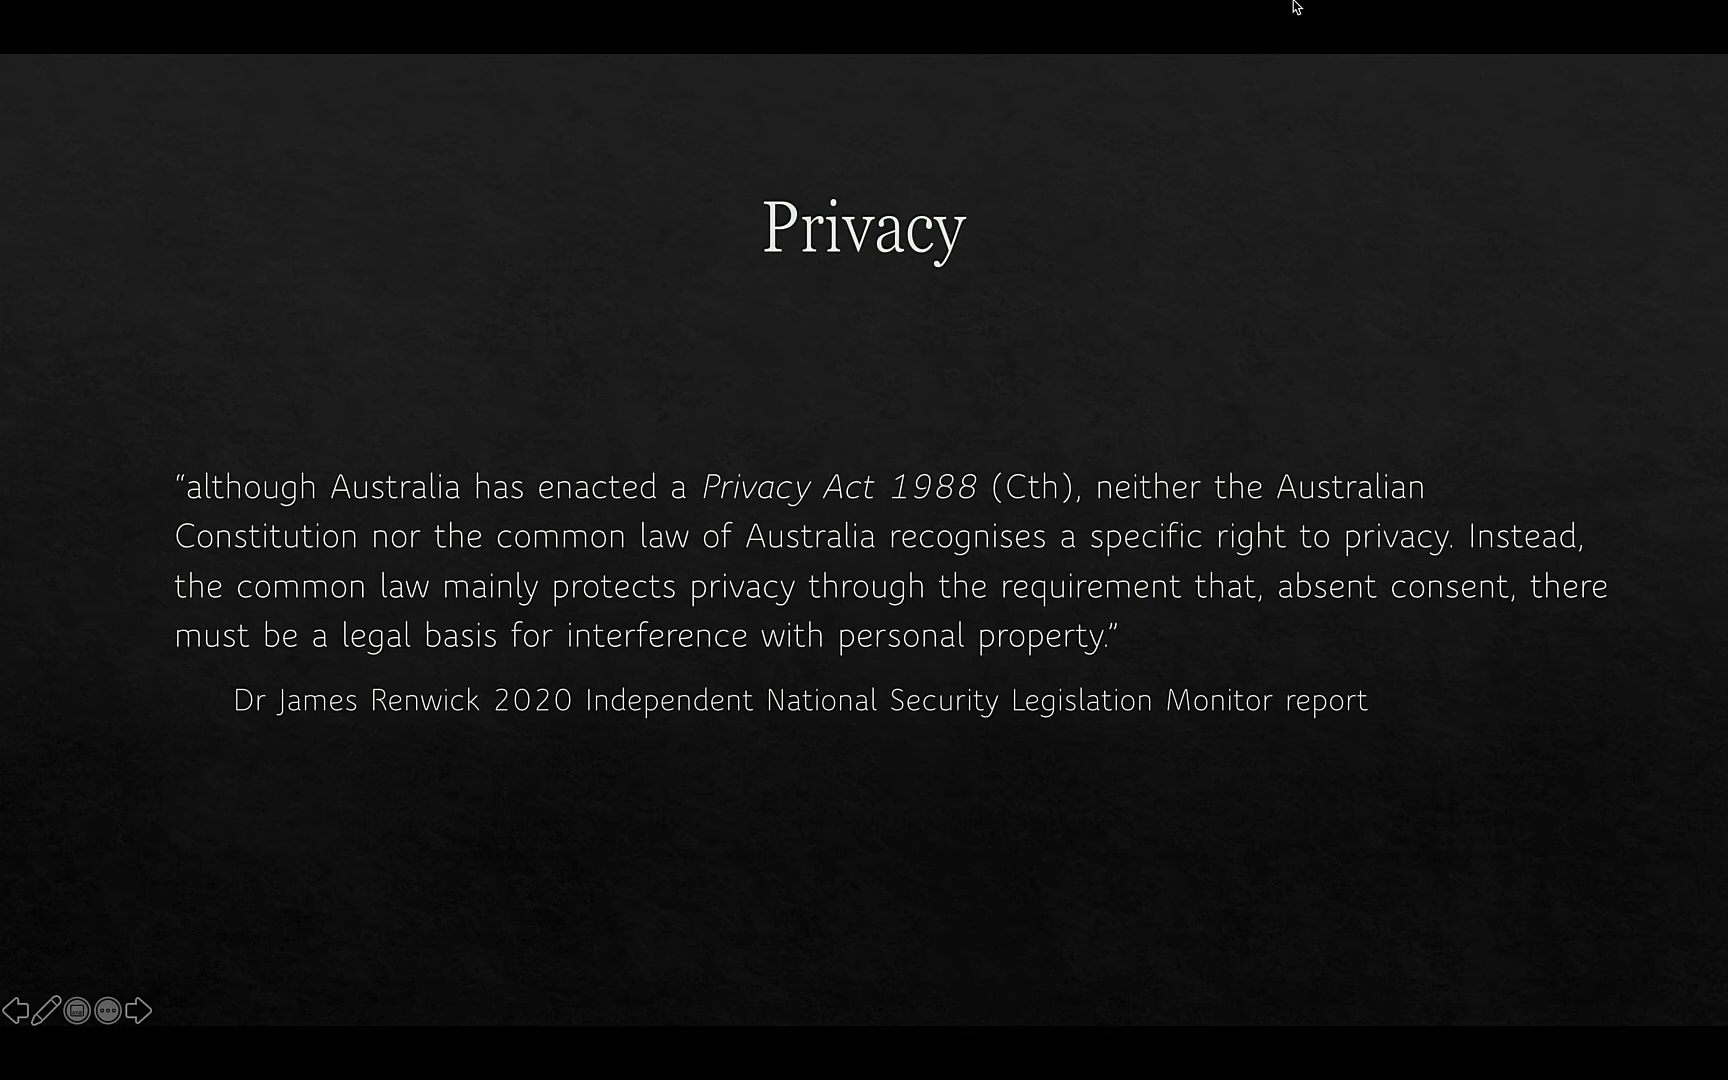 Privacy
“although Australia has enacted a Privacy Act 1988 (Cth), neither the Australian
Constitution nor the common law of Australia recognises a specific right to privacy. Instead,
the common law mainly protects privacy through the requirement that, absent consent, there
must be a legal basis for interference with personal property.”
Dr James Renwick 2020 Independent National Security Legislation Monitor report